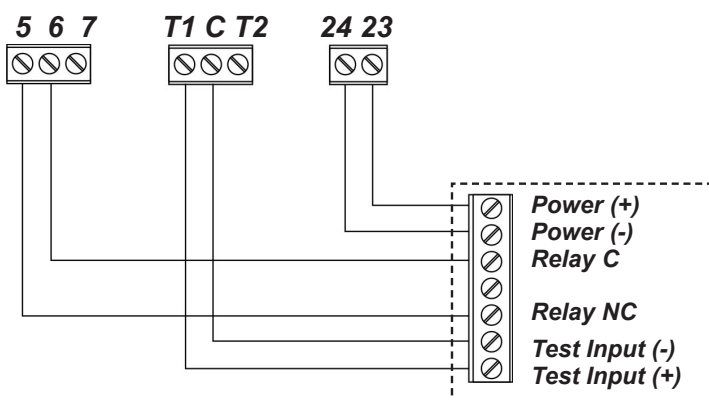 5 6 7 T1 C T2 24 23
Power (+)
Power (-)
Relay C
Relay NC
Test Input (-)
Test Input (+)